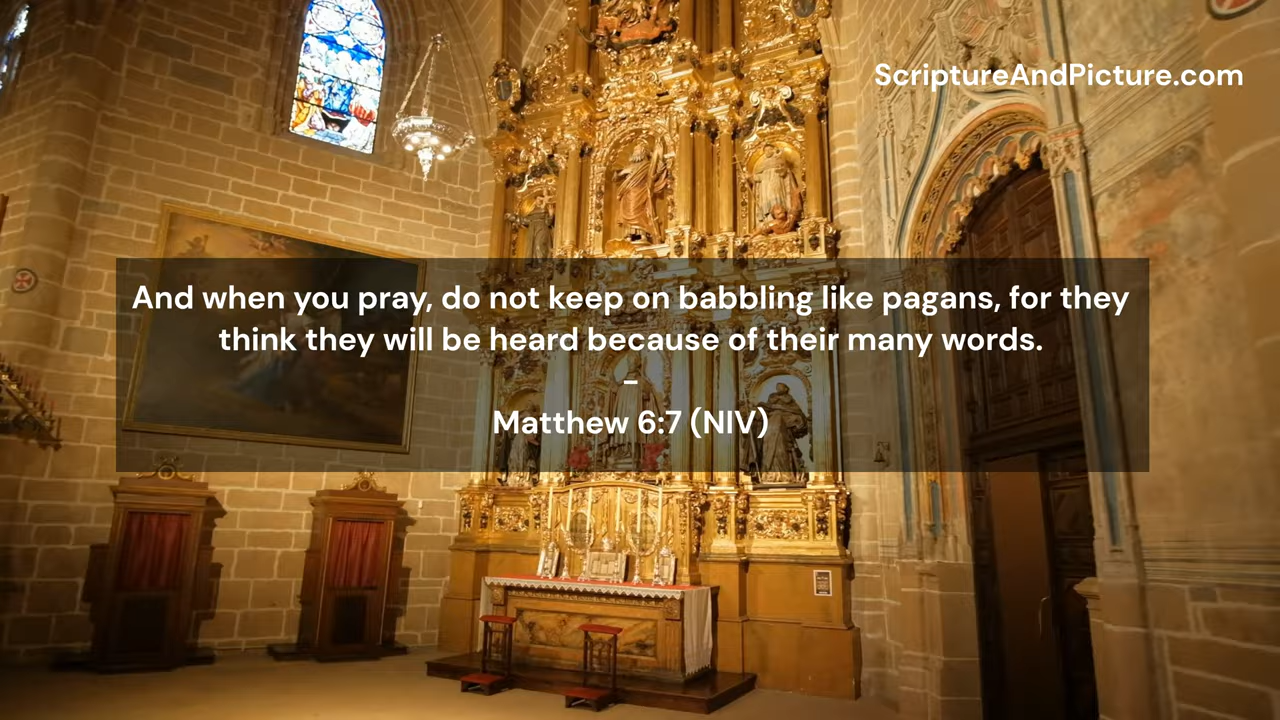 ScriptureAndPicture.com
And when you pray, do not keep on babbling like pagans, for they
think they will be heard because of their many words.
-
Matthew 6:7 (NIV)